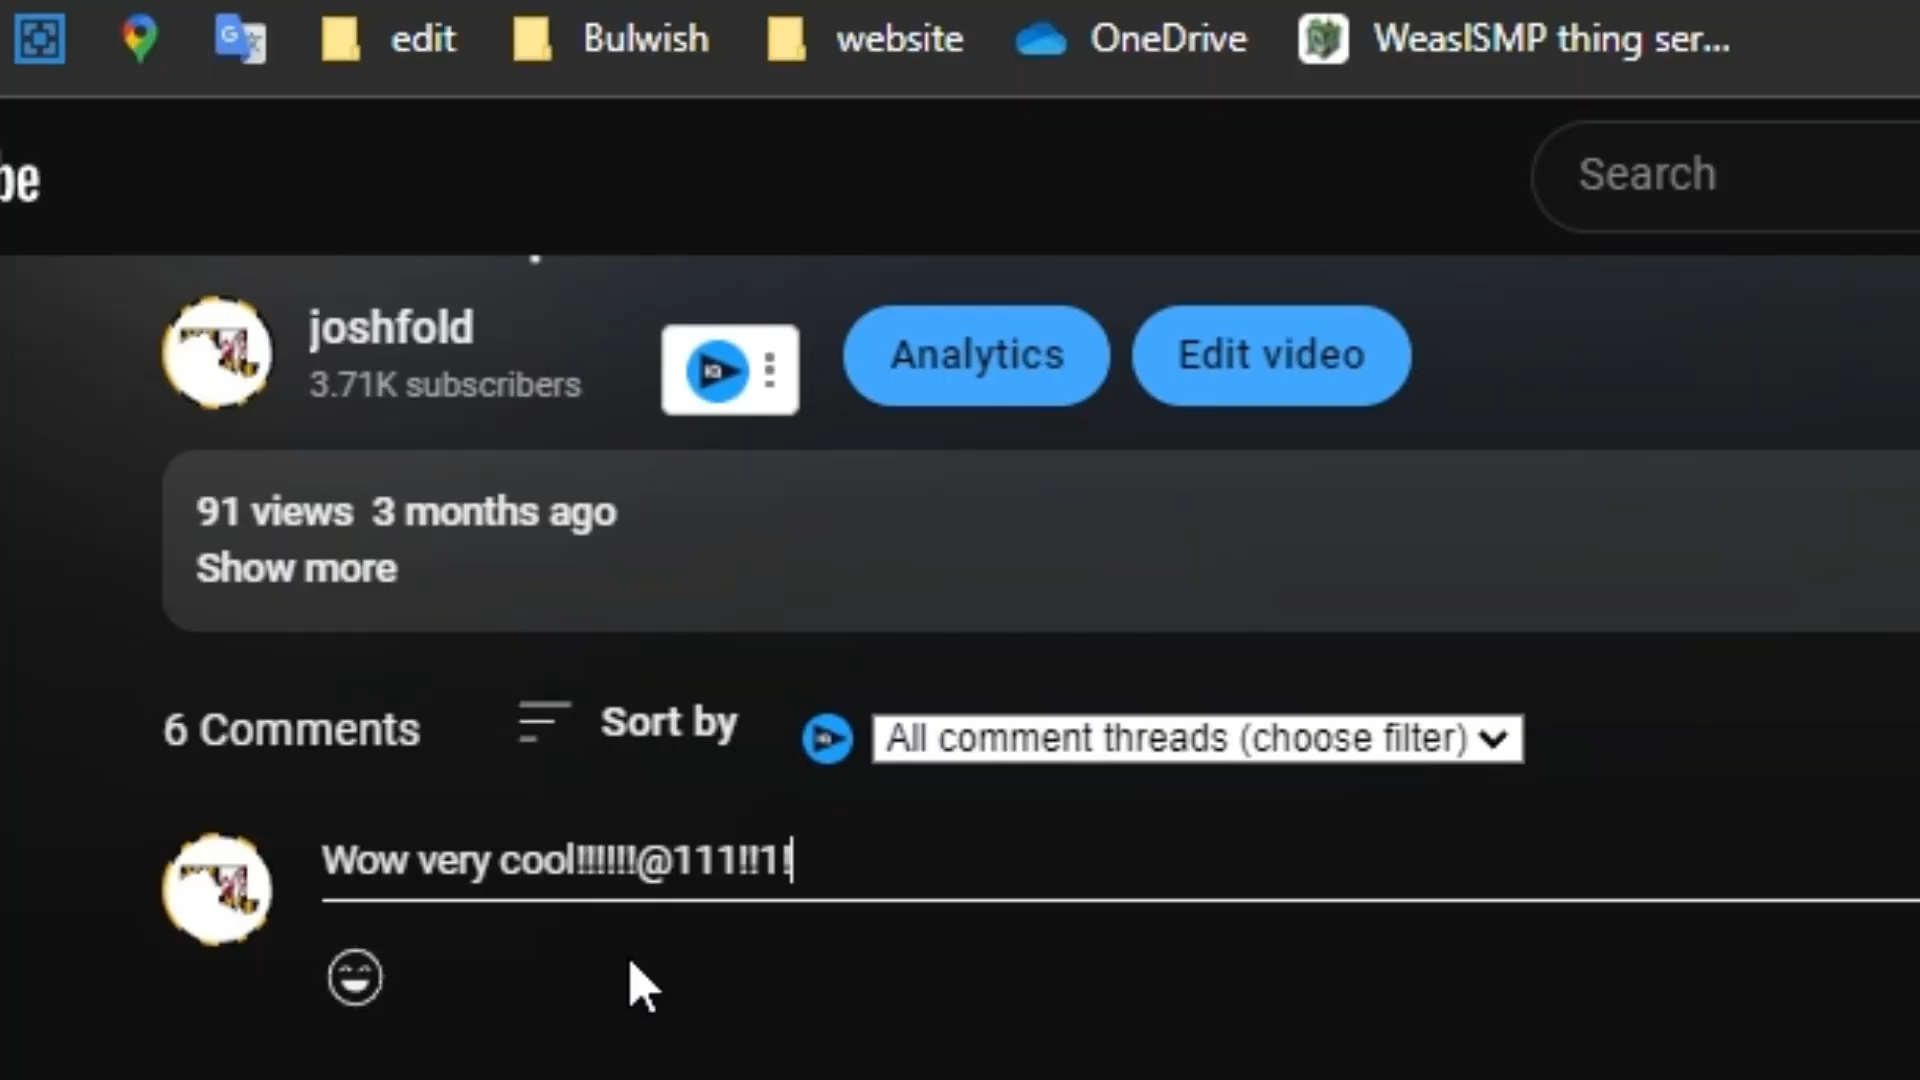 edit
Bulwish
website
OneDrive
WeaslSMP thing ser...
be
Search
joshfold
3.71K subscribers
Analytics
Edit video
91 views 3 months ago
Show more
6 Comments
Sort by
All comment threads (choose filter)
Wow very cool!!!!!!@111!!1!